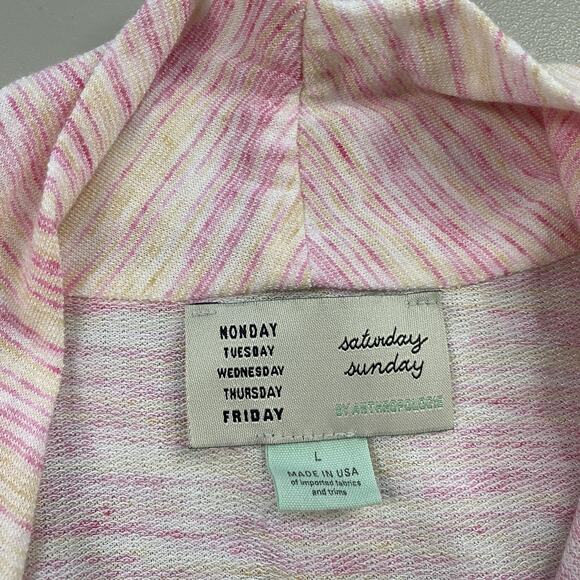 MONDAY
TUESDAY
WEDNESDAY
THURSDAY
FRIDAY
saturday
sunday
BY ANTHROPOLOGIE
L
MADE IN USA
of imported fabrics
and trims